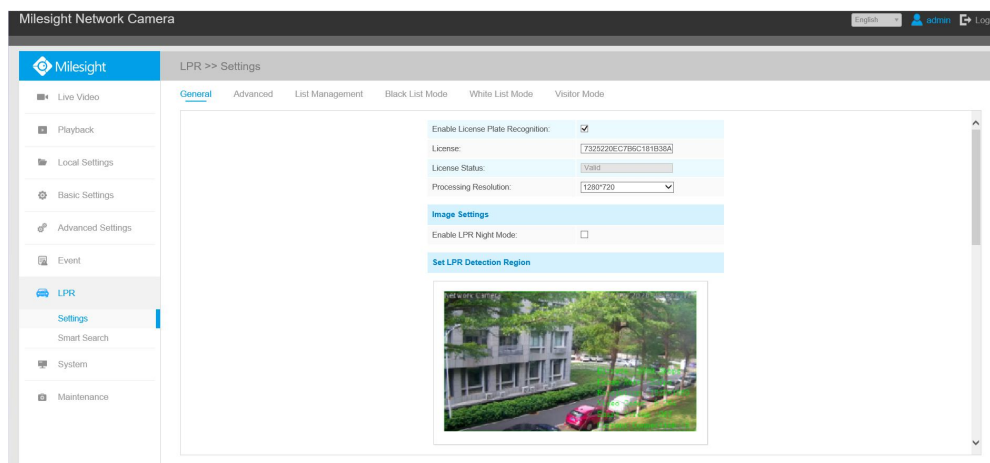 Milesight Network Camera
English
admin
Log
Milesight
LPR >> Settings
Live Video
Playback
Local Settings
Basic Settings
Advanced Settings
Event
LPR
Settings
Smart Search
System
Maintenance
General Advanced List Management Black List Mode White List Mode Visitor Mode
Enable License Plate Recognition:
License: 7325220EC7B6C181B38A
License Status: Valid
Processing Resolution: 1280*720
Image Settings
Enable LPR Night Mode:
Set LPR Detection Region
Network Camera